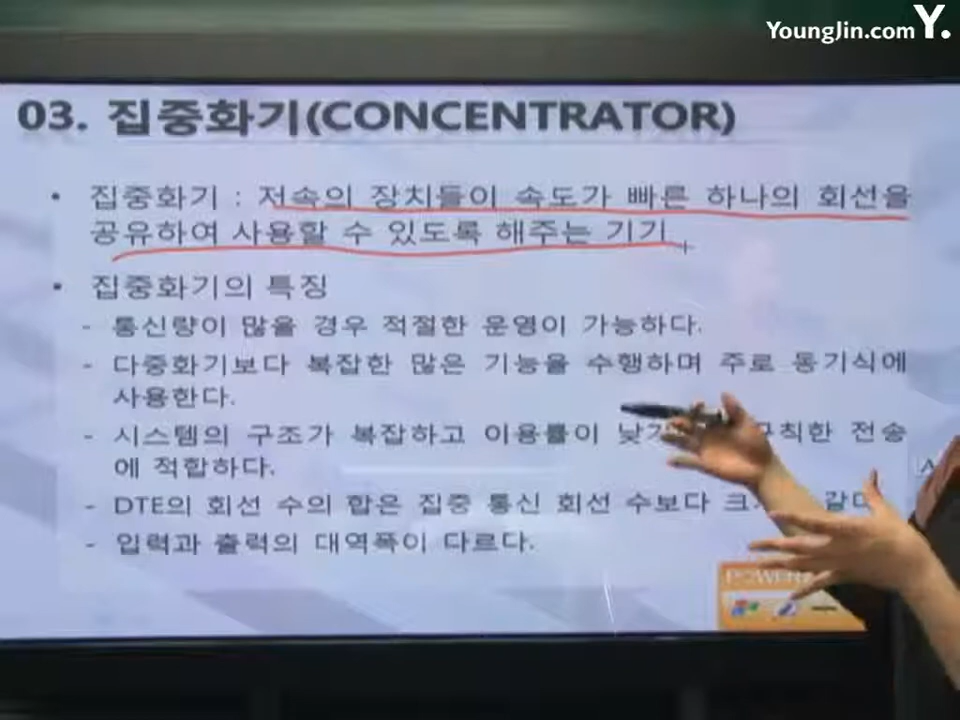 YoungJin.com Y.
03. 집중화기(CONCENTRATOR)
• 집중화기 : 저속의 장치들이 속도가 빠른 하나의 회선을
공유하여 사용할 수 있도록 해주는 기기
• 집중화기의 특징
- 통신량이 많을 경우 적절한 운영이 가능하다.
- 다중화기보다 복잡한 많은 기능을 수행하며 주로 동기식에
사용한다.
- 시스템의 구조가 복잡하고 이용률이 전송
에 적합하다.
- DTE의 회선 수의 합은 집중 통신 회선 수보다
- 입력과 출력의 대역폭이 다르다.